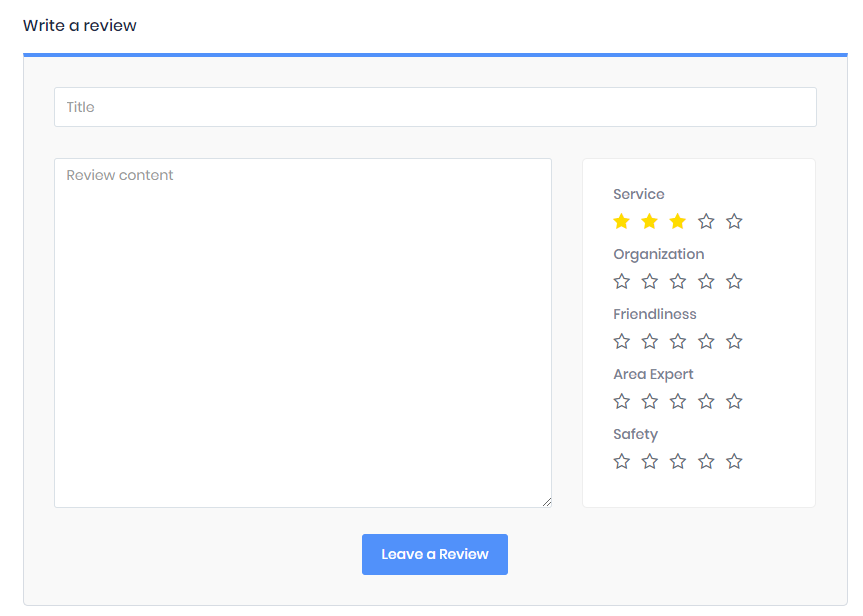 Write a review
Title
Review content
Service
Organization
Friendliness
Area Expert
Safety
Leave a Review